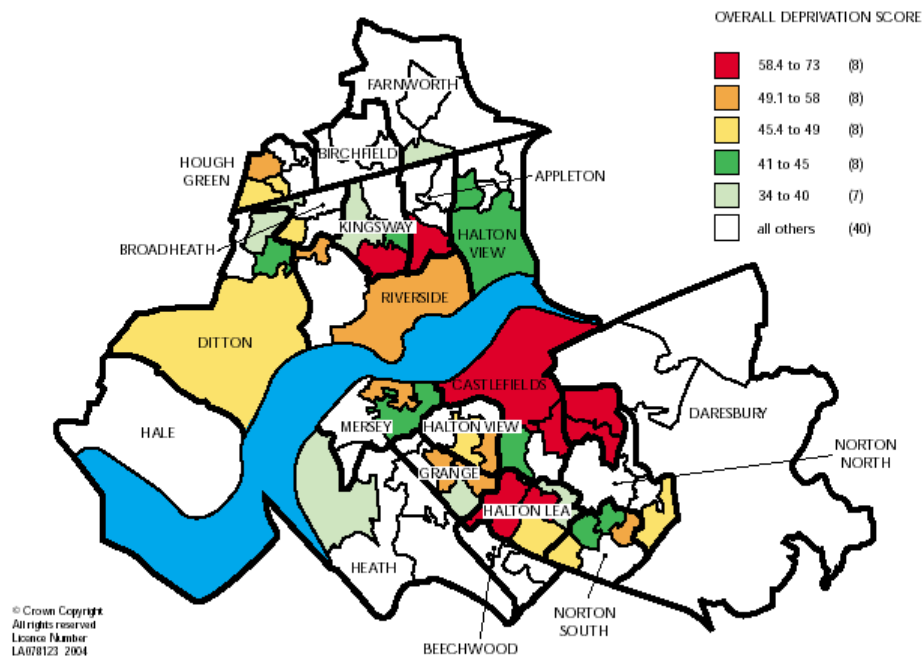 OVERALL DEPRIVATION SCORE
58.4 to 73 (8)
49.1 to 58 (8)
45.4 to 49 (8)
41 to 45 (8)
34 to 40 (7)
all others (40)
FARNWORTH
BIRCHFIELD
HOUGH
GREEN
APPLETON
KINGSWAY
BROADHEATH
HALTON
VIEW
RIVERSIDE
DITTON
CASTLEFIELDS
HALE
MERSEY
HALTON VIEW
DARESBURY
NORTON
NORTH
GRANGE
HALTON LEA
HEATH
NORTON
SOUTH
BEECHWOOD
© Crown Copyright
All rights reserved
Licence Number
LA078123 2004